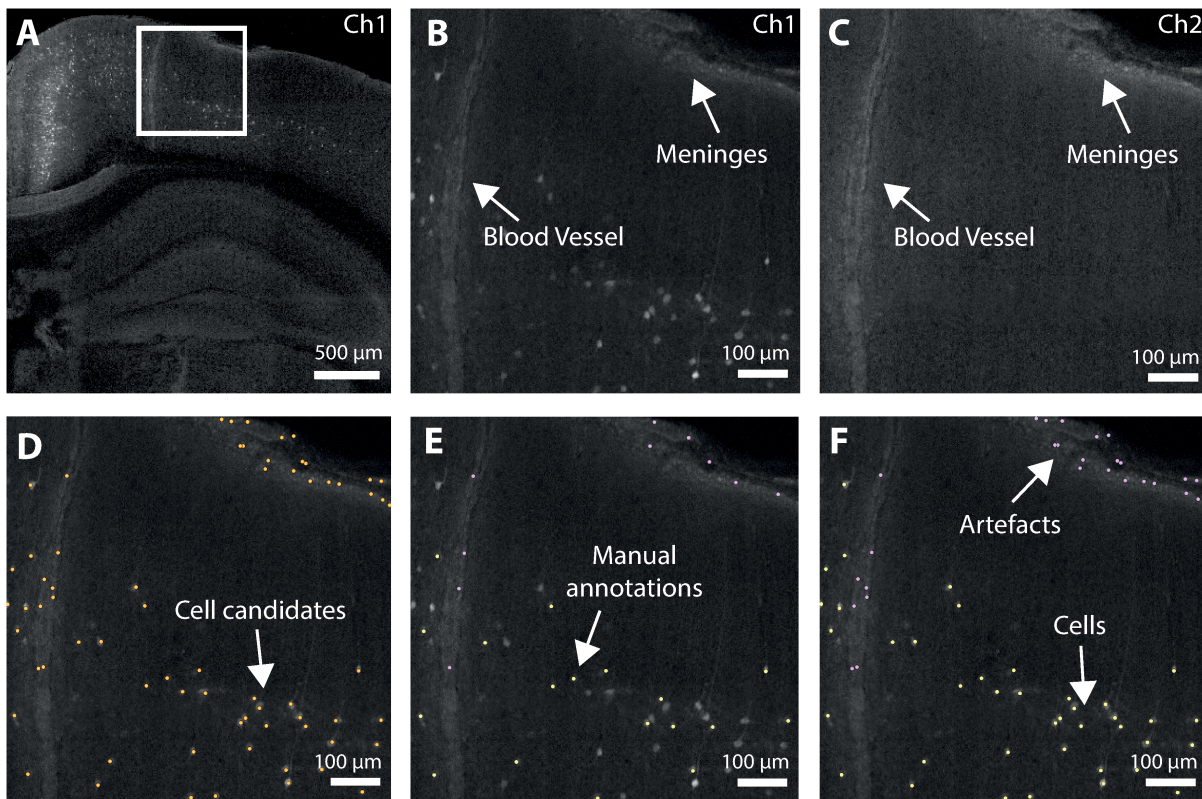 A
Ch1
500 µm
B
Ch1
Meninges
Blood Vessel
100 µm
C
Ch2
Meninges
Blood Vessel
100 µm
D
Cell candidates
100 µm
E
Manual
annotations
100 µm
F
Artefacts
Cells
100 µm